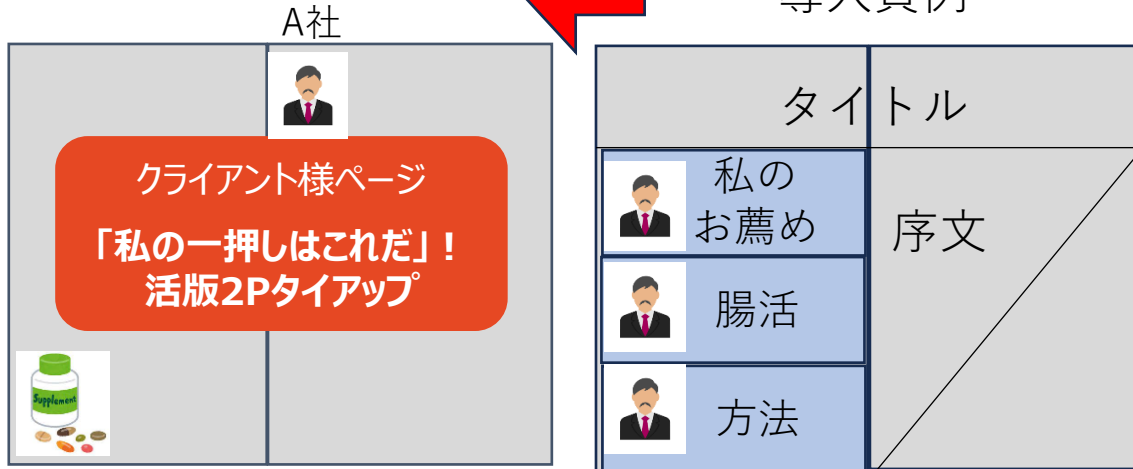 A社
クライアント様ページ
「私の一押しはこれだ」！
活版2Pタイアップ
Supplement
タイトル
私の
お薦め
序文
腸活
方法